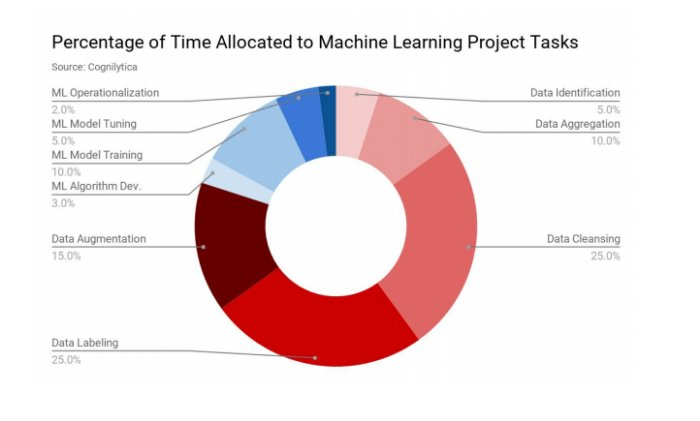 Percentage of Time Allocated to Machine Learning Project Tasks
Source: Cognilytica
ML Operationalization
2.0%
ML Model Tuning
5.0%
ML Model Training
10.0%
ML Algorithm Dev.
3.0%
Data Augmentation
15.0%
Data Labeling
25.0%
Data Identification
5.0%
Data Aggregation
10.0%
Data Cleansing
25.0%